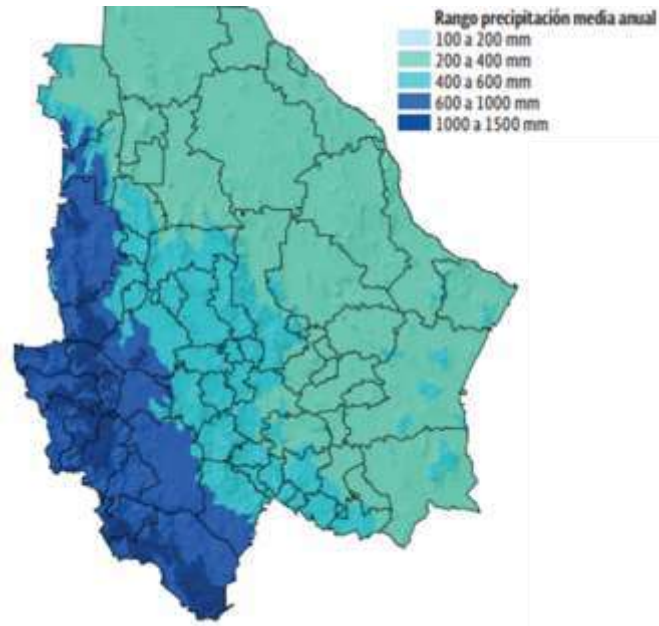 Rango precipitación media anual
100 a 200 mm
200 a 400 mm
400 a 600 mm
600 a 1000 mm
1000 a 1500 mm